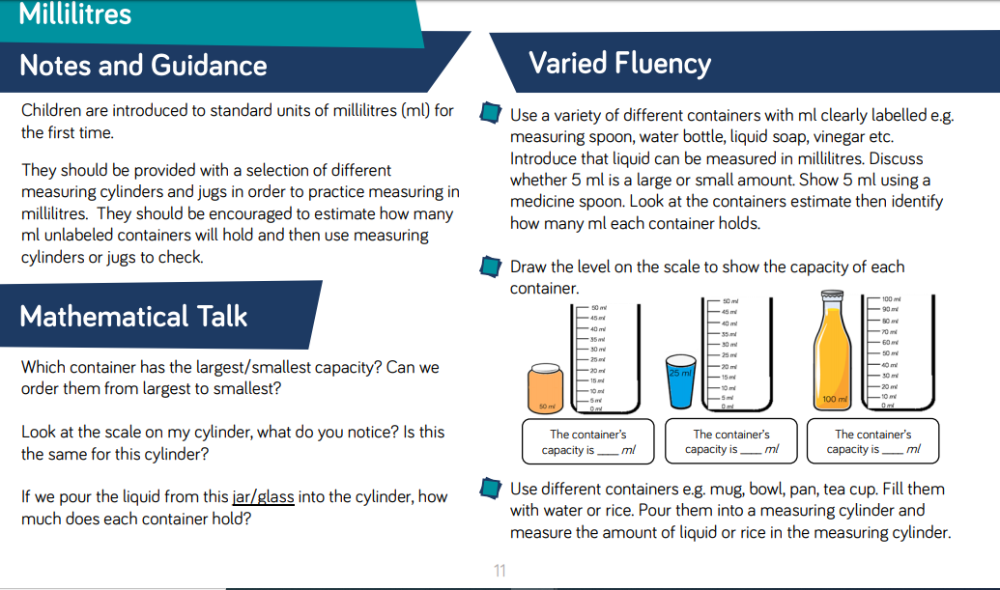 Millilitres
Notes and Guidance
Children are introduced to standard units of millilitres (ml) for
the first time.
They should be provided with a selection of different
measuring cylinders and jugs in order to practice measuring in
millilitres. They should be encouraged to estimate how many
ml unlabeled containers will hold and then use measuring
cylinders or jugs to check.
Mathematical Talk
Which container has the largest/smallest capacity? Can we
order them from largest to smallest?
Look at the scale on my cylinder, what do you notice? Is this
the same for this cylinder?
If we pour the liquid from this jar/glass into the cylinder, how
much does each container hold?
Varied Fluency
Use a variety of different containers with ml clearly labelled e.g.
measuring spoon, water bottle, liquid soap, vinegar etc.
Introduce that liquid can be measured in millilitres. Discuss
whether 5 ml is a large or small amount. Show 5 ml using a
medicine spoon. Look at the containers estimate then identify
how many ml each container holds.
Draw the level on the scale to show the capacity of each
container.
50 ml
50 ml
45 ml
40 ml
35 ml
30 ml
25 ml
20 ml
15 ml
10 ml
5 ml
0 ml
25 ml
50 ml
45 ml
40 ml
35 ml
30 ml
25 ml
20 ml
15 ml
10 ml
5 ml
0 ml
100 ml
100 ml
90 ml
80 ml
70 ml
60 ml
50 ml
40 ml
30 ml
20 ml
10 ml
0 ml
The container's
capacity is ____ ml
The container's
capacity is ____ ml
The container's
capacity is ____ ml
Use different containers e.g. mug, bowl, pan, tea cup. Fill them
with water or rice. Pour them into a measuring cylinder and
measure the amount of liquid or rice in the measuring cylinder.
11